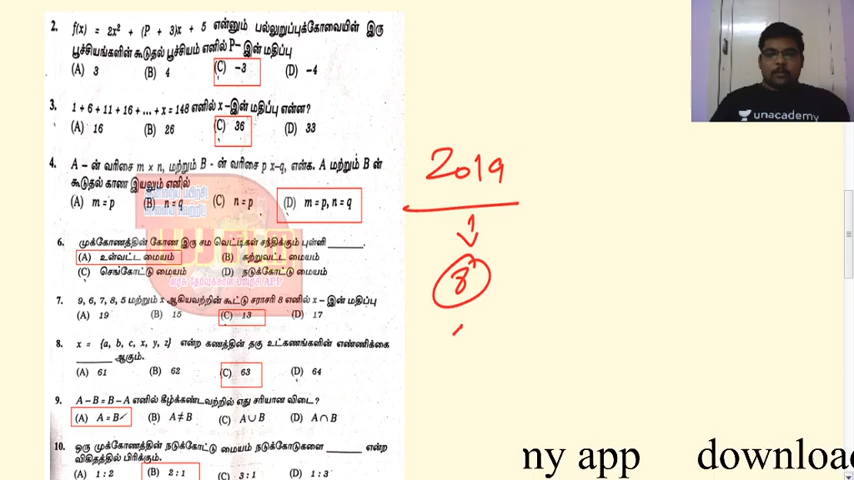 2. f(x) = 2x² + (P + 3)x + 5 என்னும் பல்லுறுப்புக்கோவையின் இரு
பூச்சியங்களின் கூடுதல் பூச்சியம் எனில் P-இன் மதிப்பு
(A) 3 (B) 4 (C) -3 (D) -4
3. 1 + 6 + 11 + 16 + ... + x = 148 எனில் x-இன் மதிப்பு என்ன?
(A) 16 (B) 26 (C) 36 (D) 33
4. A-ன் வரிசை m x n, மற்றும் B-ன் வரிசை p x-q, என்க. A மற்றும் B ன்
கூடுதல் காண இயலும் எனில்
(A) m = p (B) n = q (C) n = p (D) m = p, n = q
6. முக்கோணத்தின் கோண இரு சம வெட்டிகள் சந்திக்கும் புள்ளி ______.
(A) உள்வட்ட மையம் (B) சுற்றுவட்ட மையம்
(C) செங்கோட்டு மையம் (D) நடுக்கோட்டு மையம்
7. 9, 6, 7, 8, 5 மற்றும் x ஆகியவற்றின் கூட்டு சராசரி 8 எனில் x-இன் மதிப்பு
(A) 19 (B) 15 (C) 13 (D) 17
8. x = {a, b, c, x, y, z} என்ற கணத்தின் தகு உட்கணங்களின் எண்ணிக்கை
______ ஆகும்.
(A) 61 (B) 62 (C) 63 (D) 64
9. A-B = B-A எனில் கீழ்க்கண்டவற்றில் எது சரியான விடை?
(A) A = B (B) A ≠ B (C) A ∪ B (D) A ∩ B
10. ஒரு முக்கோணத்தின் நடுக்கோட்டு மையம் நடுக்கோடுகளை ______ என்ற
விகிதத்தில் பிரிக்கும்.
(A) 1 : 2 (B) 2 : 1 (C) 3 : 1 (D) 1 : 3
2019
8
unacademy
ny app download